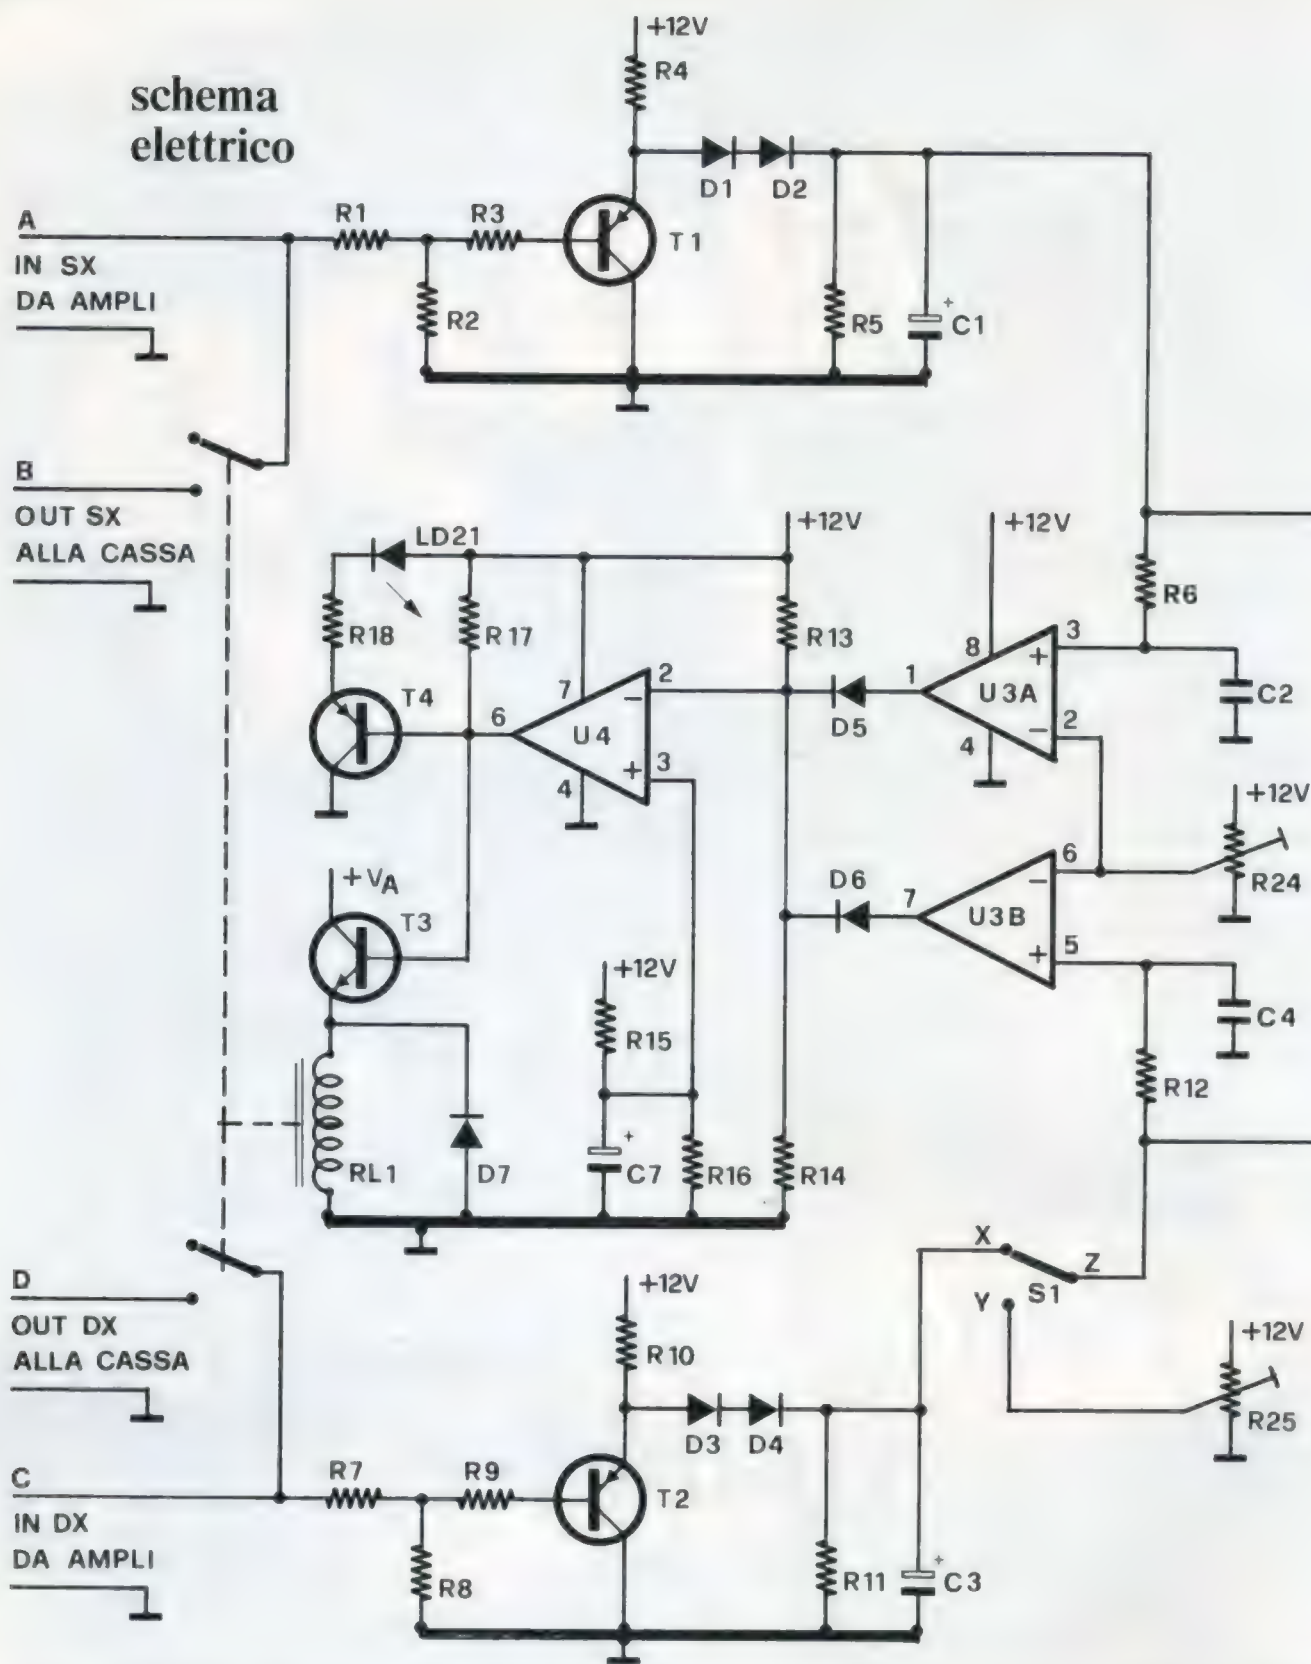 schema
elettrico
+12V
R4
D1
D2
A
IN SX
DA AMPLI
R1
R3
T1
R2
R5
+
C1
B
OUT SX
ALLA CASSA
LD21
+12V
+12V
R6
R18
R17
R13
T4
6
7
U4
2
−
3
+
4
1
8
U3A
3
+
2
−
4
D5
C2
+12V
R24
+VA
T3
D6
7
U3B
6
−
5
+
+12V
R15
C4
R12
RL1
D7
+
C7
R16
R14
X
Z
S1
Y
D
OUT DX
ALLA CASSA
+12V
R10
+12V
R25
D3
D4
C
IN DX
DA AMPLI
R7
R9
T2
R8
R11
+
C3